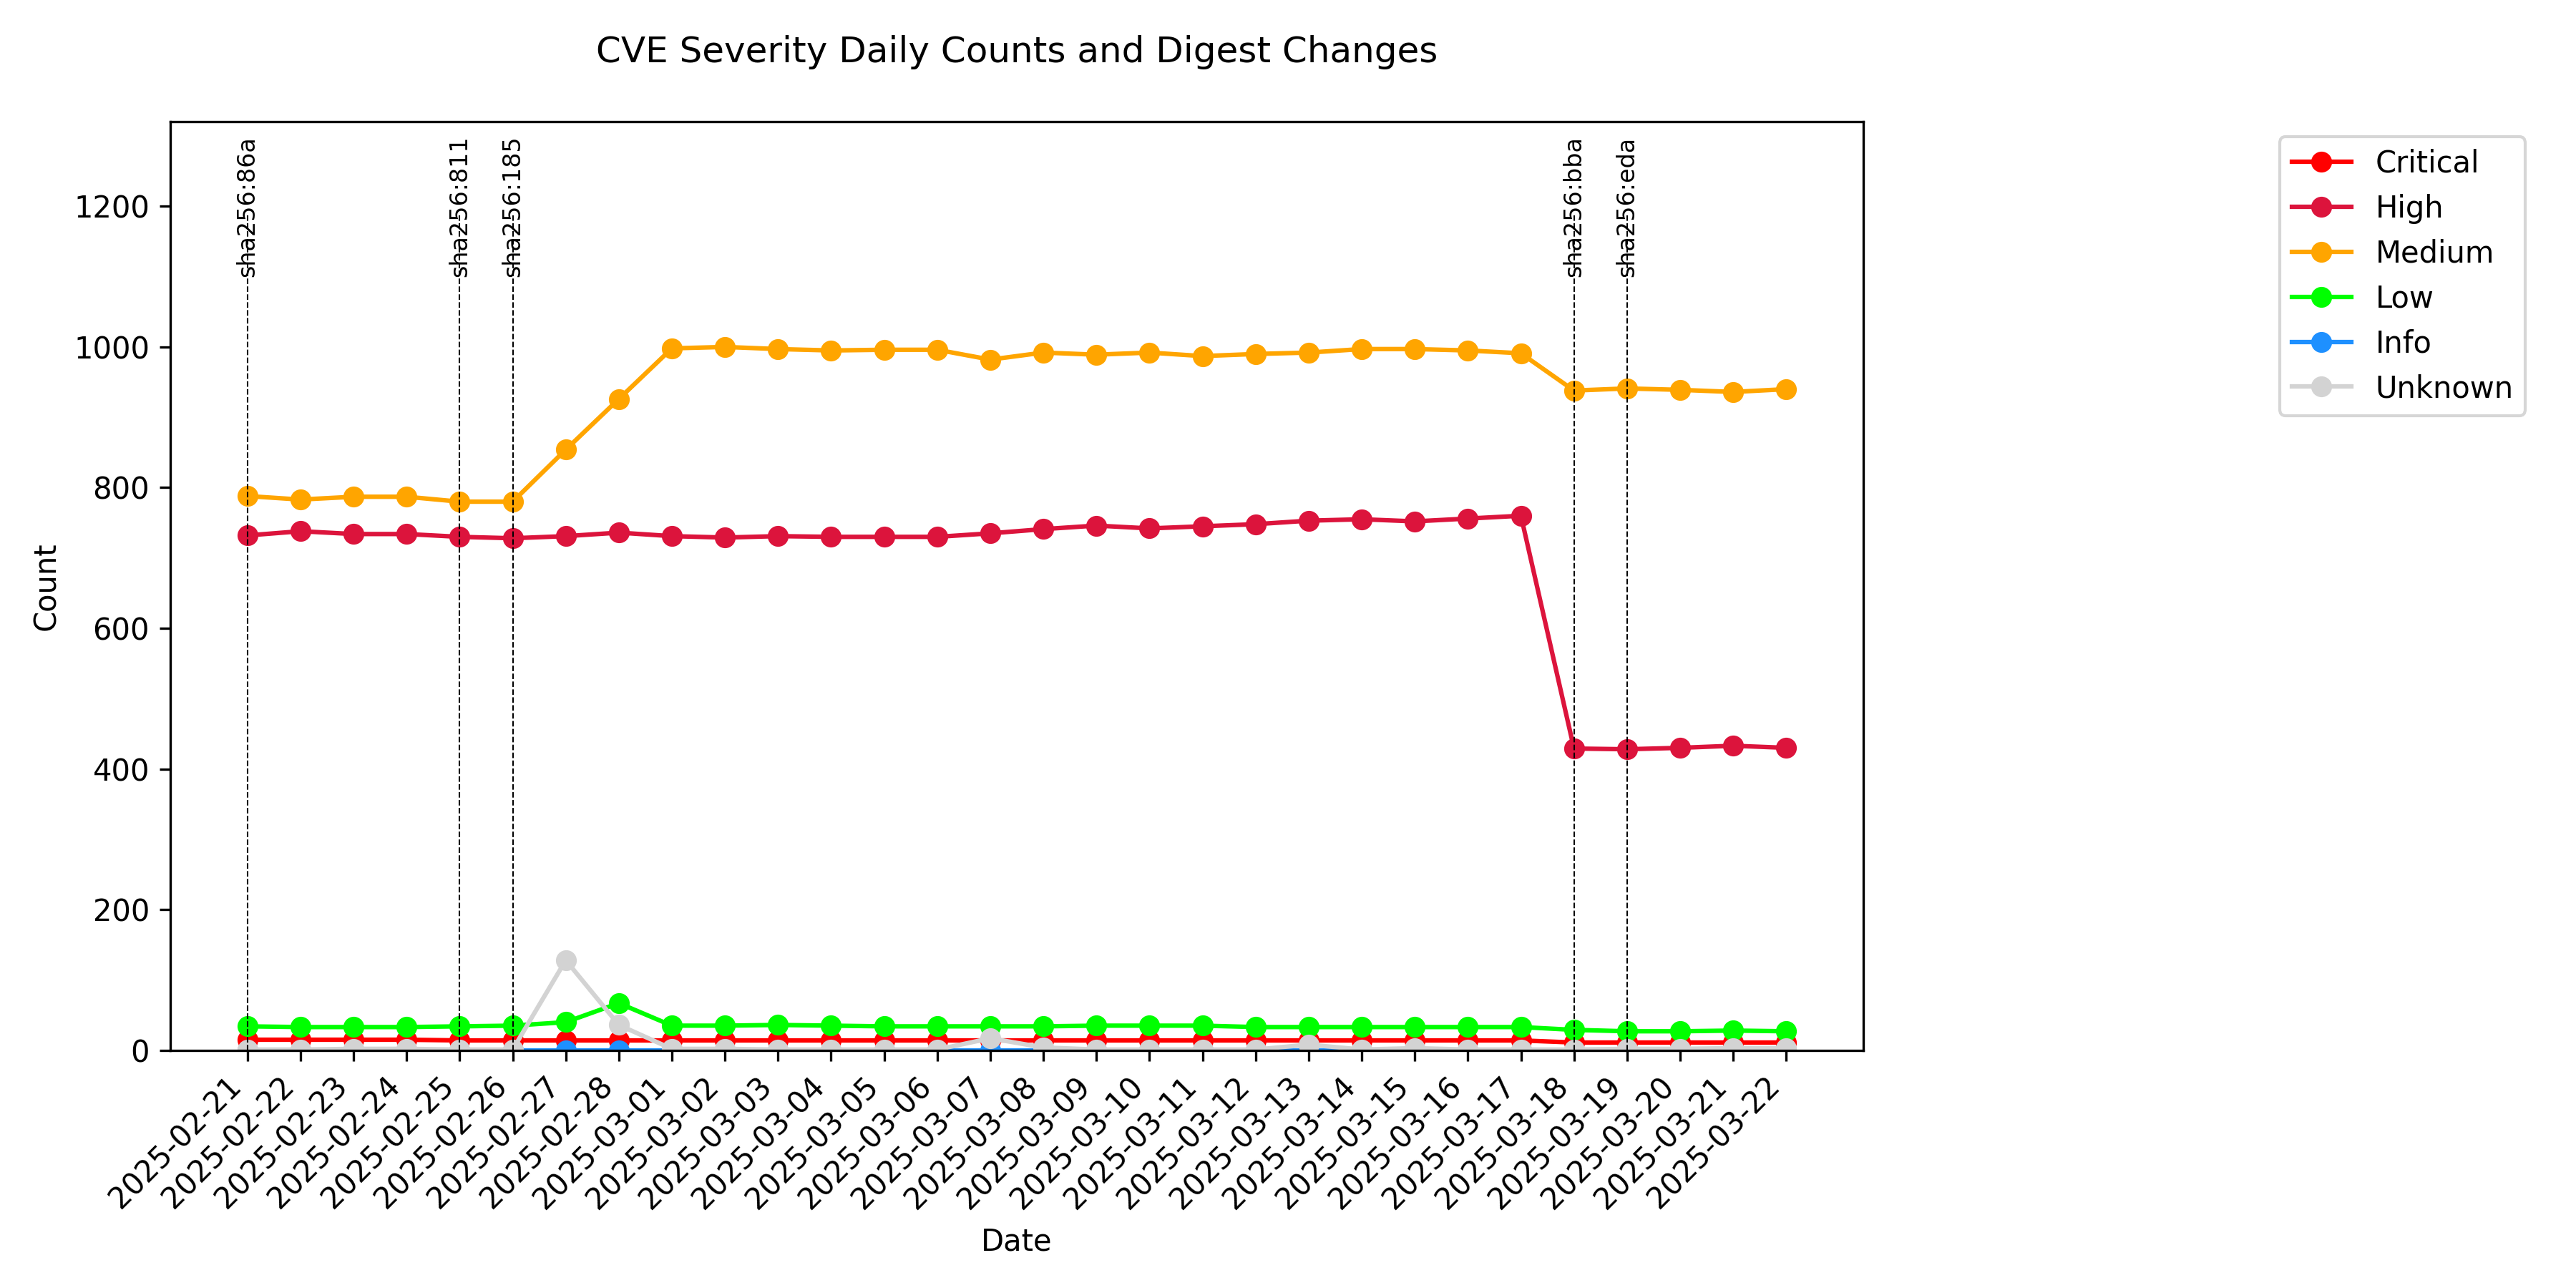 CVE Severity Daily Counts and Digest Changes
sha256:86a
sha256:811
sha256:185
sha256:bba
sha256:eda
Critical
High
Medium
Low
Info
Unknown
1200
1000
800
600
400
200
0
Count
2025-02-21
2025-02-22
2025-02-23
2025-02-24
2025-02-25
2025-02-26
2025-02-27
2025-02-28
2025-03-01
2025-03-02
2025-03-03
2025-03-04
2025-03-05
2025-03-06
2025-03-07
2025-03-08
2025-03-09
2025-03-10
2025-03-11
2025-03-12
2025-03-13
2025-03-14
2025-03-15
2025-03-16
2025-03-17
2025-03-18
2025-03-19
2025-03-20
2025-03-21
2025-03-22
Date